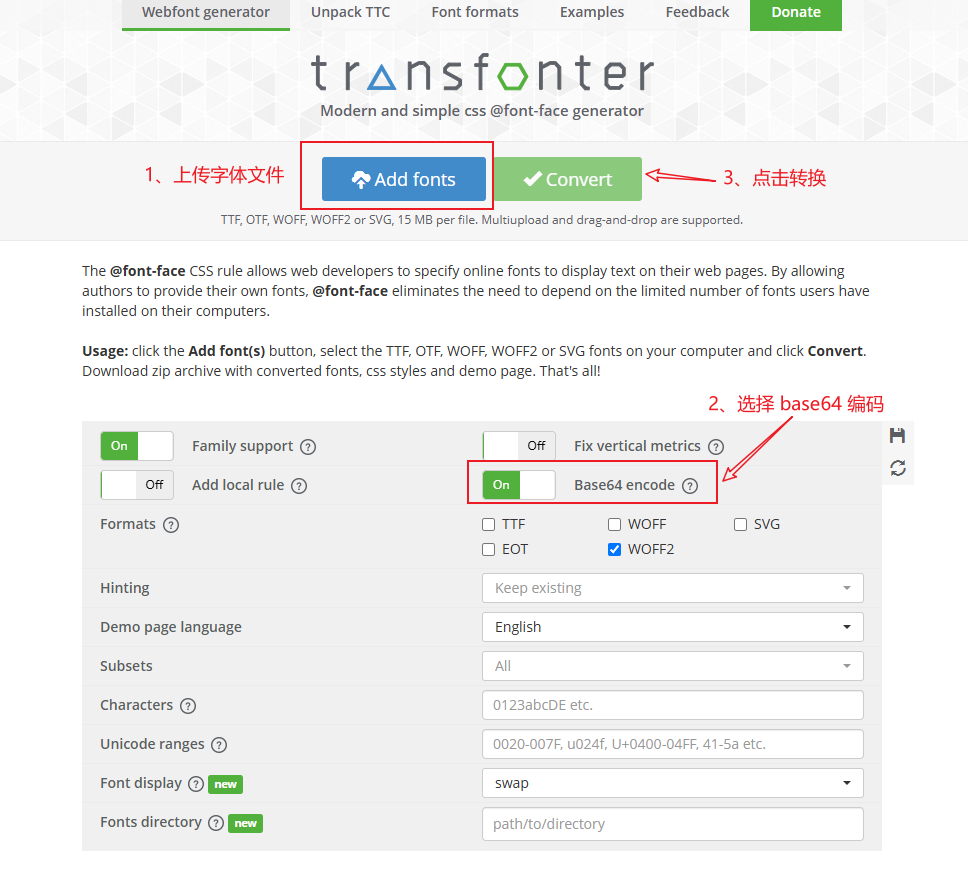 Webfont generator Unpack TTC Font formats Examples Feedback Donate
transfonter
Modern and simple css @font-face generator
1、上传字体文件 Add fonts Convert 3、点击转换
TTF, OTF, WOFF, WOFF2 or SVG, 15 MB per file. Multiupload and drag-and-drop are supported.
The @font-face CSS rule allows web developers to specify online fonts to display text on their web pages. By allowing
authors to provide their own fonts, @font-face eliminates the need to depend on the limited number of fonts users have
installed on their computers.
Usage: click the Add font(s) button, select the TTF, OTF, WOFF, WOFF2 or SVG fonts on your computer and click Convert.
Download zip archive with converted fonts, css styles and demo page. That's all!
2、选择 base64 编码
On Family support ? Off Fix vertical metrics ?
Off Add local rule ? On Base64 encode ?
Formats ? TTF WOFF SVG
EOT WOFF2
Hinting Keep existing
Demo page language English
Subsets All
Characters ? 0123abcDE etc.
Unicode ranges ? 0020-007F, u024f, U+0400-04FF, 41-5a etc.
Font display ? new swap
Fonts directory ? new path/to/directory